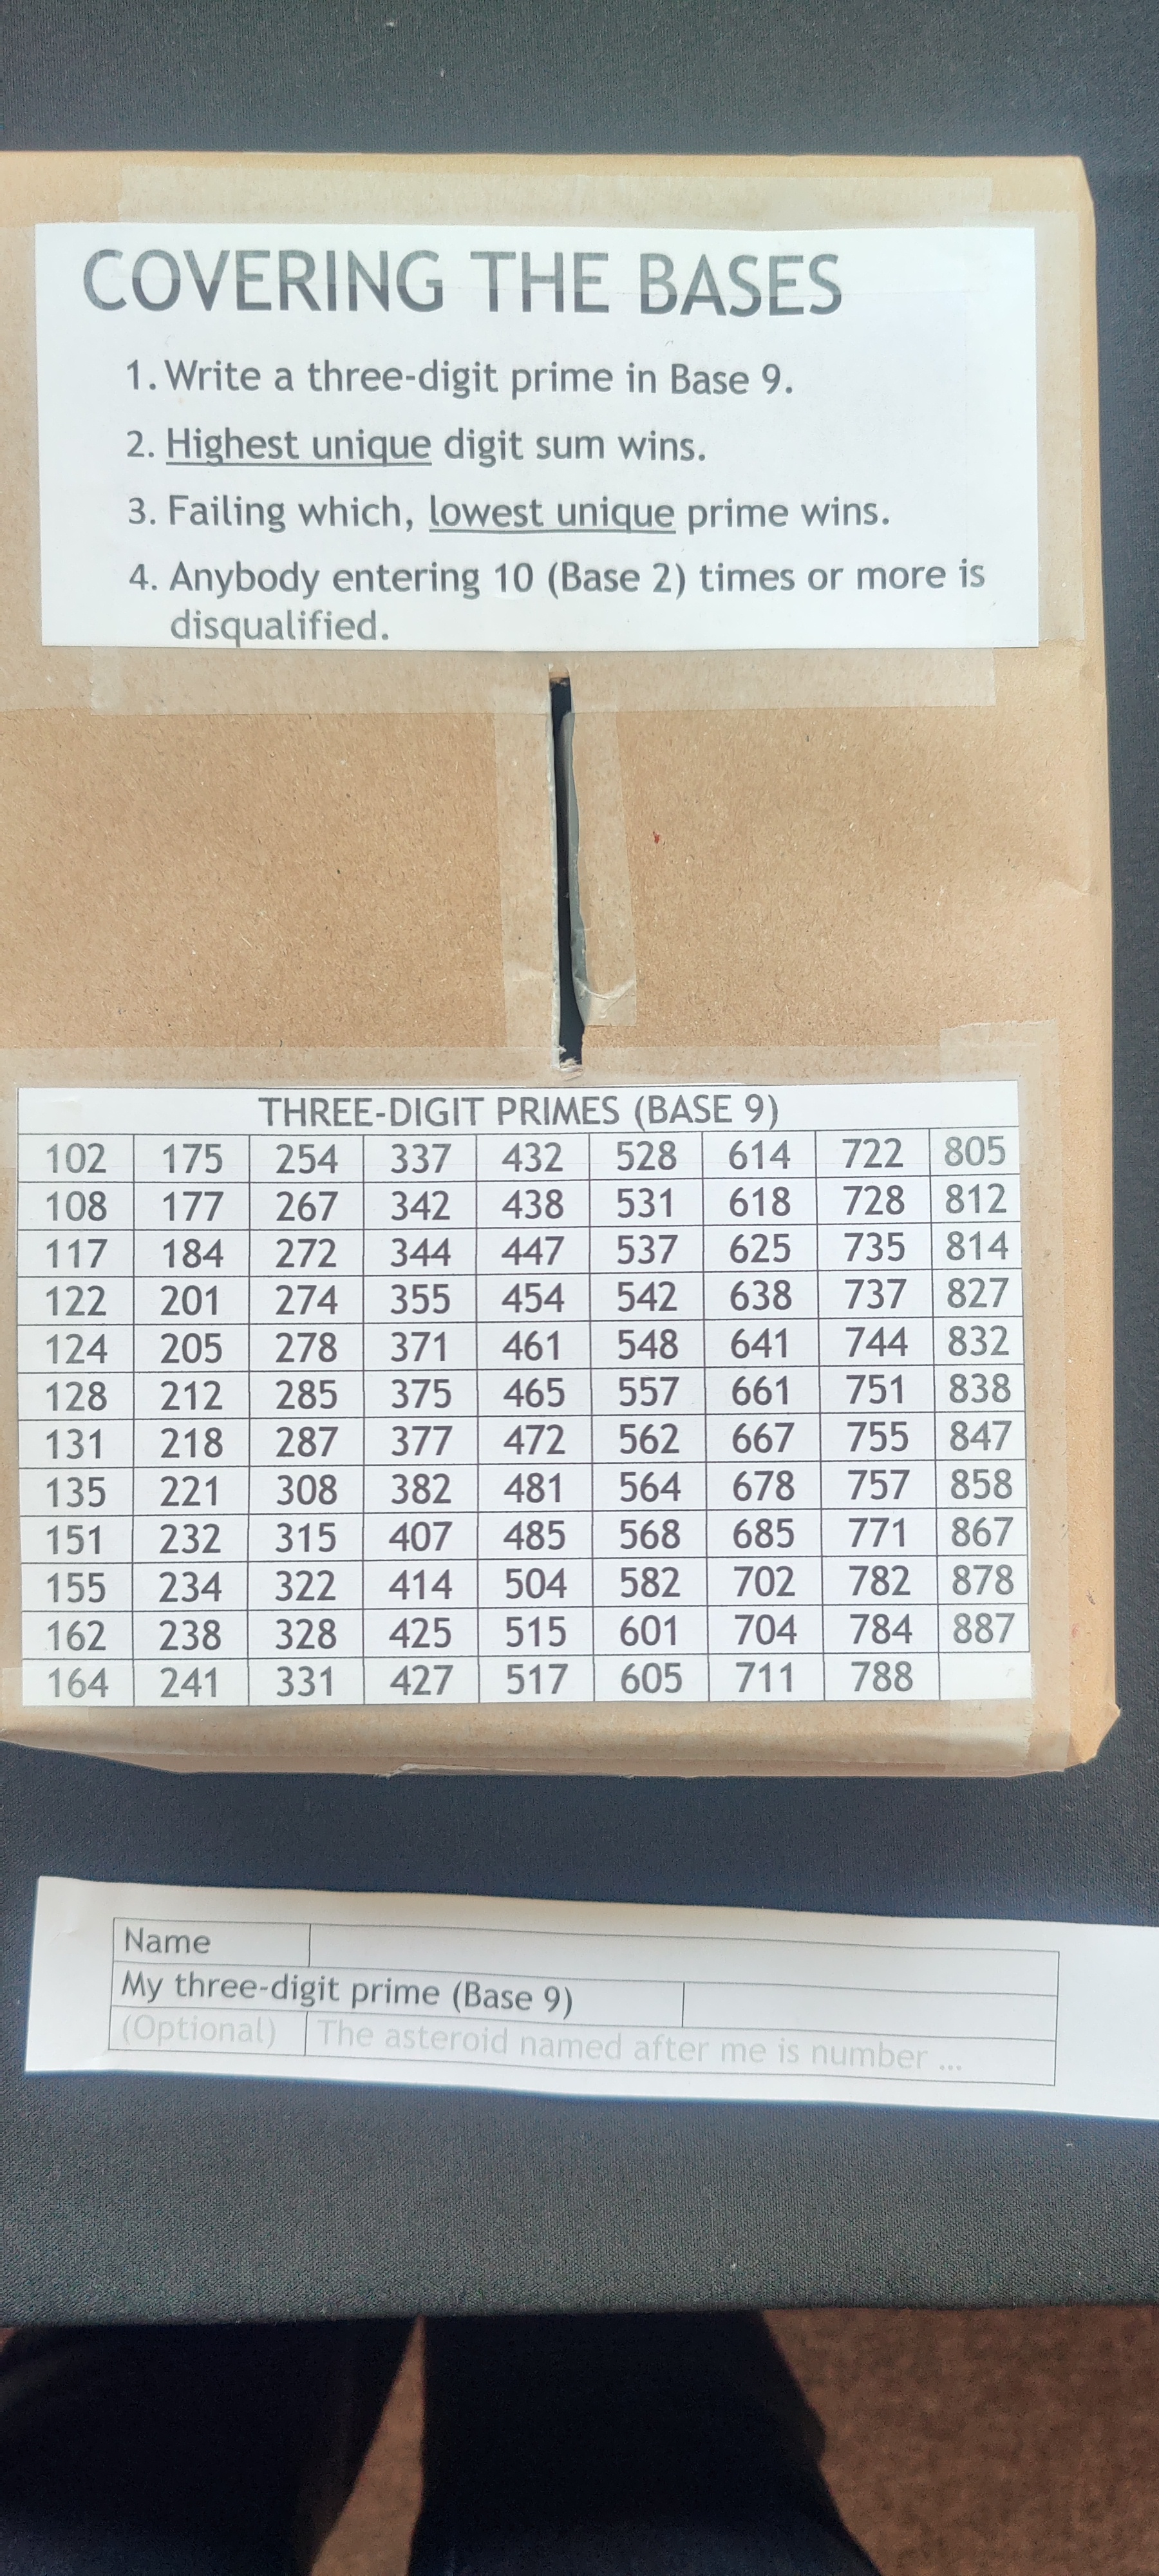 COVERING THE BASES
1. Write a three-digit prime in Base 9.
2. Highest unique digit sum wins.
3. Failing which, lowest unique prime wins.
4. Anybody entering 10 (Base 2) times or more is
disqualified.
THREE-DIGIT PRIMES (BASE 9)
102 175 254 337 432 528 614 722 805
108 177 267 342 438 531 618 728 812
117 184 272 344 447 537 625 735 814
122 201 274 355 454 542 638 737 827
124 205 278 371 461 548 641 744 832
128 212 285 375 465 557 661 751 838
131 218 287 377 472 562 667 755 847
135 221 308 382 481 564 678 757 858
151 232 315 407 485 568 685 771 867
155 234 322 414 504 582 702 782 878
162 238 328 425 515 601 704 784 887
164 241 331 427 517 605 711 788
Name
My three-digit prime (Base 9)
(Optional) The asteroid named after me is number ...